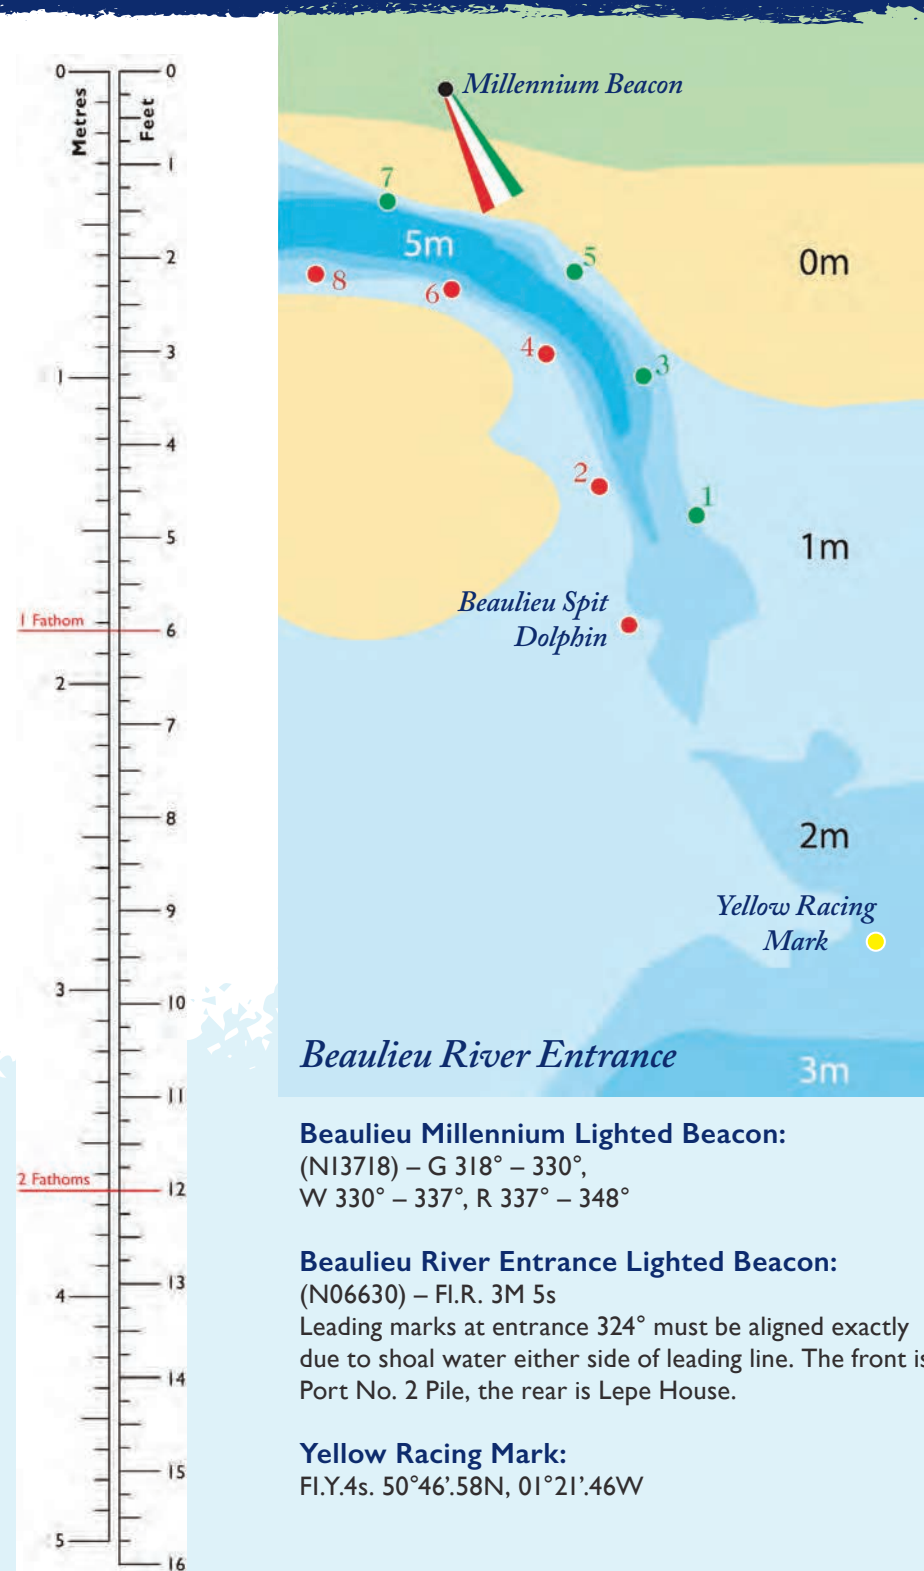 0
Metres
1
1 Fathom
2
3
2 Fathoms
4
5
0
Feet
1
2
3
4
5
6
7
8
9
10
11
12
13
14
15
16
Millennium Beacon
7
5m
5
0m
8
6
4
3
2
1
1m
Beaulieu Spit
Dolphin
2m
Yellow Racing
Mark
Beaulieu River Entrance
3m
Beaulieu Millennium Lighted Beacon:
(N13718) – G 318° – 330°,
W 330° – 337°, R 337° – 348°
Beaulieu River Entrance Lighted Beacon:
(N06630) – Fl.R. 3M 5s
Leading marks at entrance 324° must be aligned exactly
due to shoal water either side of leading line. The front is
Port No. 2 Pile, the rear is Lepe House.
Yellow Racing Mark:
Fl.Y.4s. 50°46’.58N, 01°21’.46W